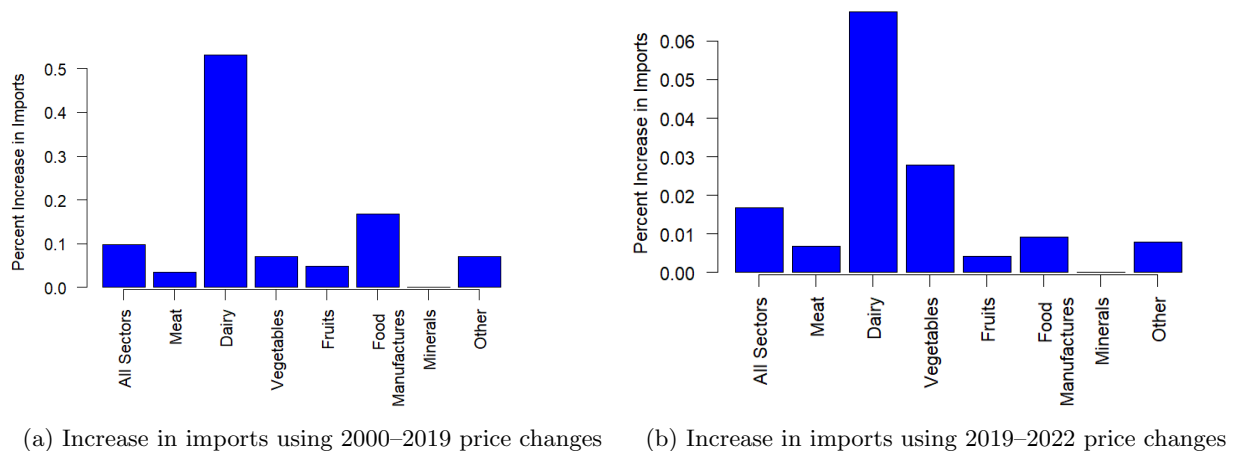 Percent Increase in Imports
0.5
0.4
0.3
0.2
0.1
0.0
All Sectors
Meat
Dairy
Vegetables
Fruits
Food
Manufactures
Minerals
Other
(a) Increase in imports using 2000–2019 price changes
Percent Increase in Imports
0.06
0.05
0.04
0.03
0.02
0.01
0.00
All Sectors
Meat
Dairy
Vegetables
Fruits
Food
Manufactures
Minerals
Other
(b) Increase in imports using 2019–2022 price changes